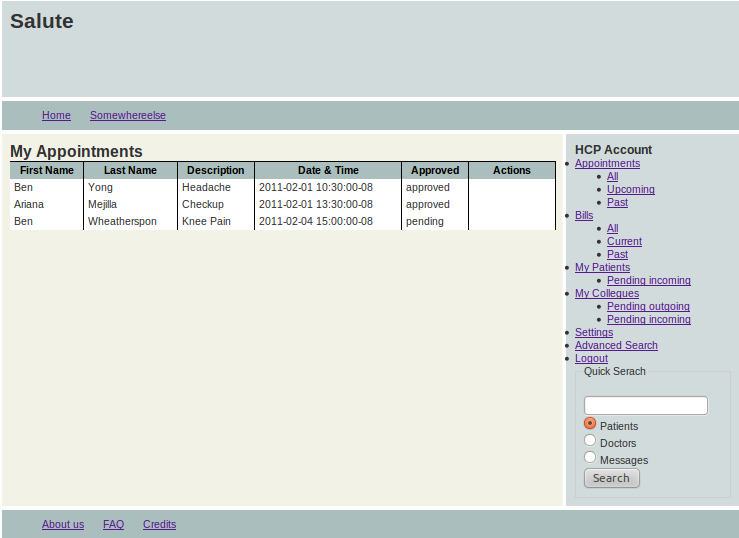 Salute
Home Somewhereelse
My Appointments
First Name Last Name Description Date & Time Approved Actions
Ben Yong Headache 2011-02-01 10:30:00-08 approved
Ariana Mejilla Checkup 2011-02-01 13:30:00-08 approved
Ben Wheatherspon Knee Pain 2011-02-04 15:00:00-08 pending
HCP Account
Appointments
All
Upcoming
Past
Bills
All
Current
Past
My Patients
Pending incoming
My Collegues
Pending outgoing
Pending incoming
Settings
Advanced Search
Logout
Quick Serach
Patients
Doctors
Messages
Search
About us FAQ Credits